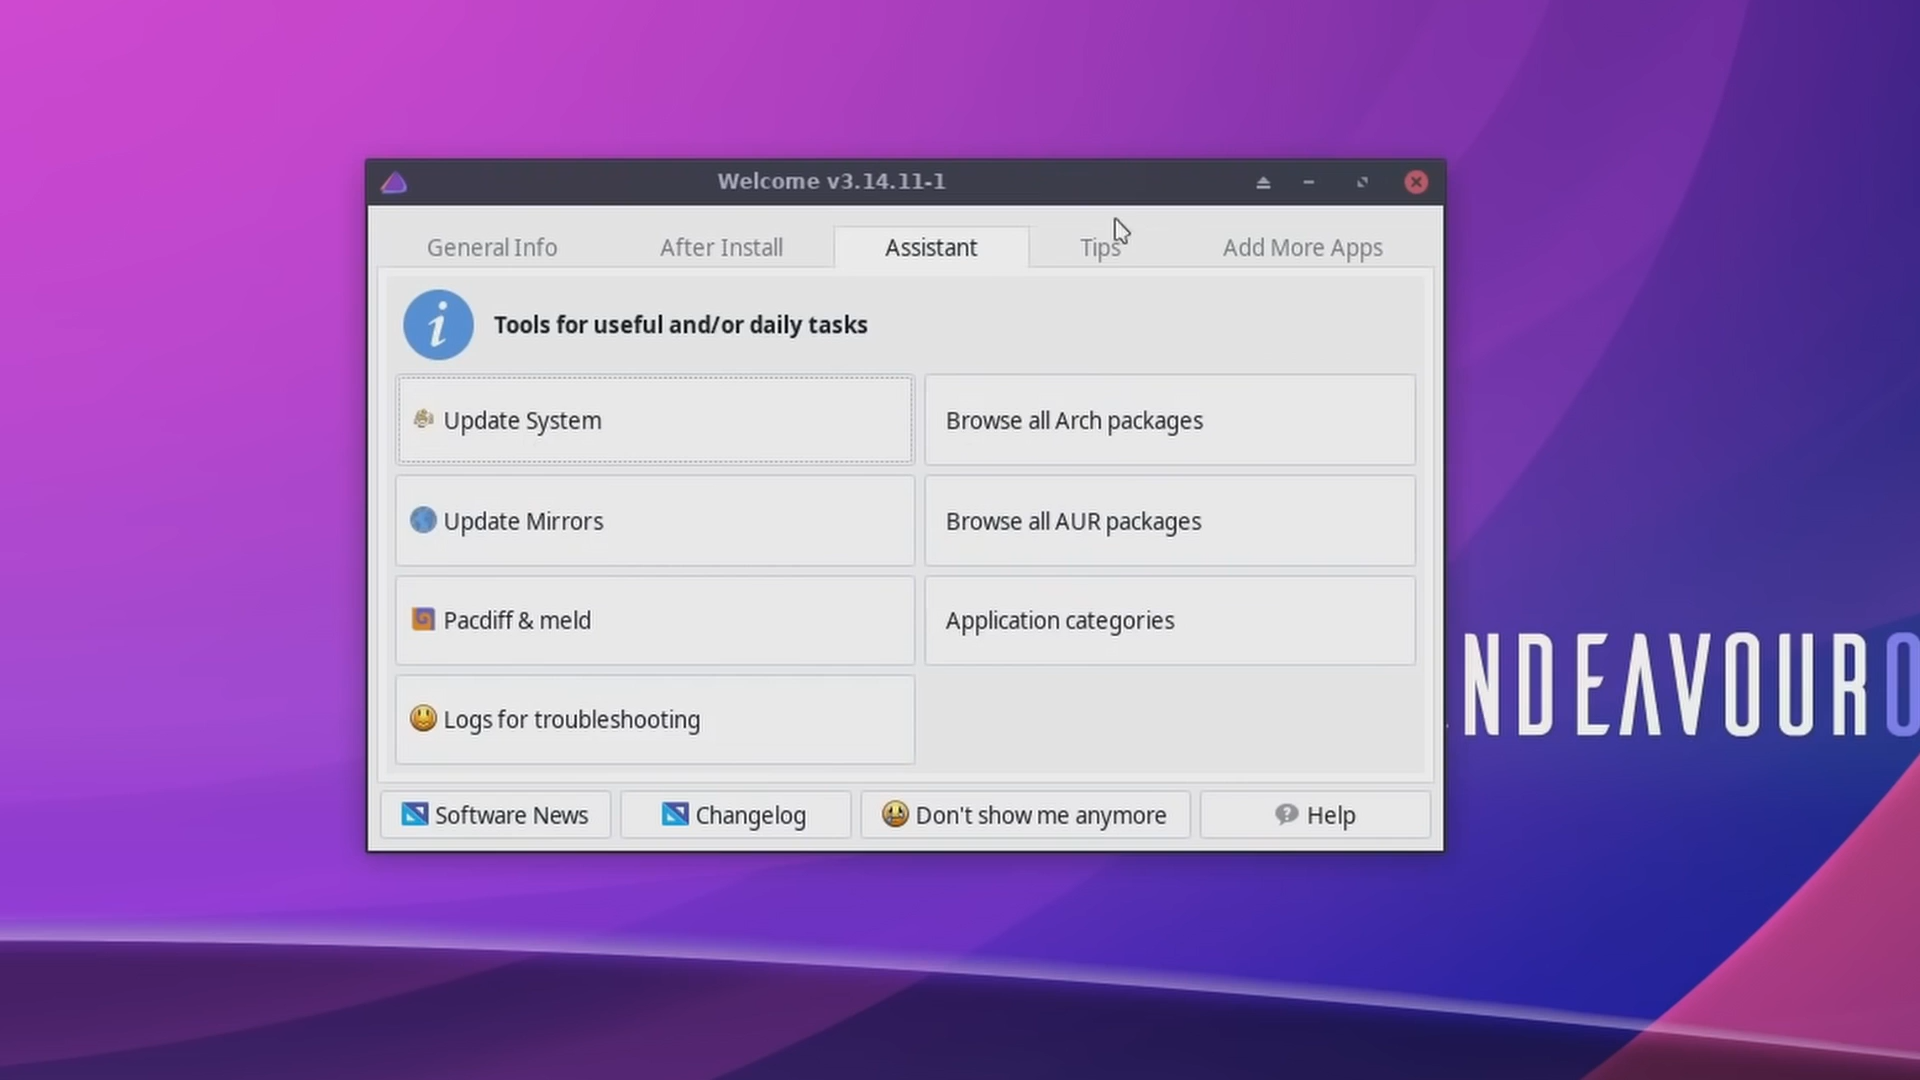 Welcome v3.14.11-1
General Info
After Install
Assistant
Tips
Add More Apps
Tools for useful and/or daily tasks
Update System
Browse all Arch packages
Update Mirrors
Browse all AUR packages
Pacdiff & meld
Application categories
Logs for troubleshooting
NDEAVOURO
Software News
Changelog
Don't show me anymore
Help